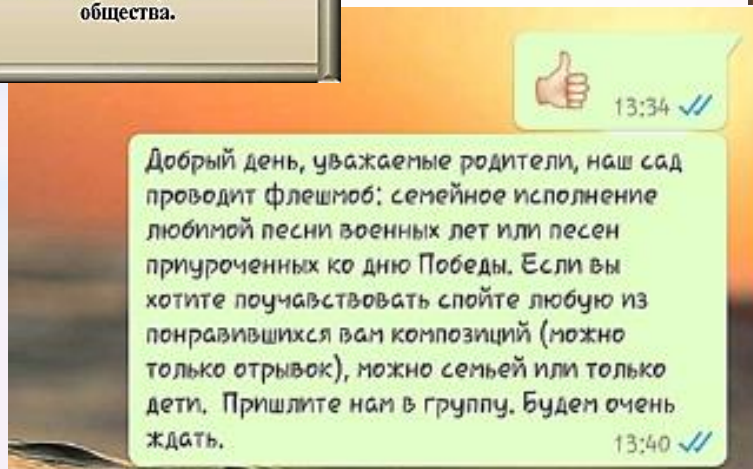 общества.
👍
13:34
Добрый день, уважаемые родители, наш сад
проводит флешмоб: семейное исполнение
любимой песни военных лет или песен
приуроченных ко дню Победы. Если вы
хотите поучавствовать спойте любую из
понравившихся вам композиций (можно
только отрывок), можно семьей или только
дети. Пришлите нам в группу. Будем очень
ждать.
13:40